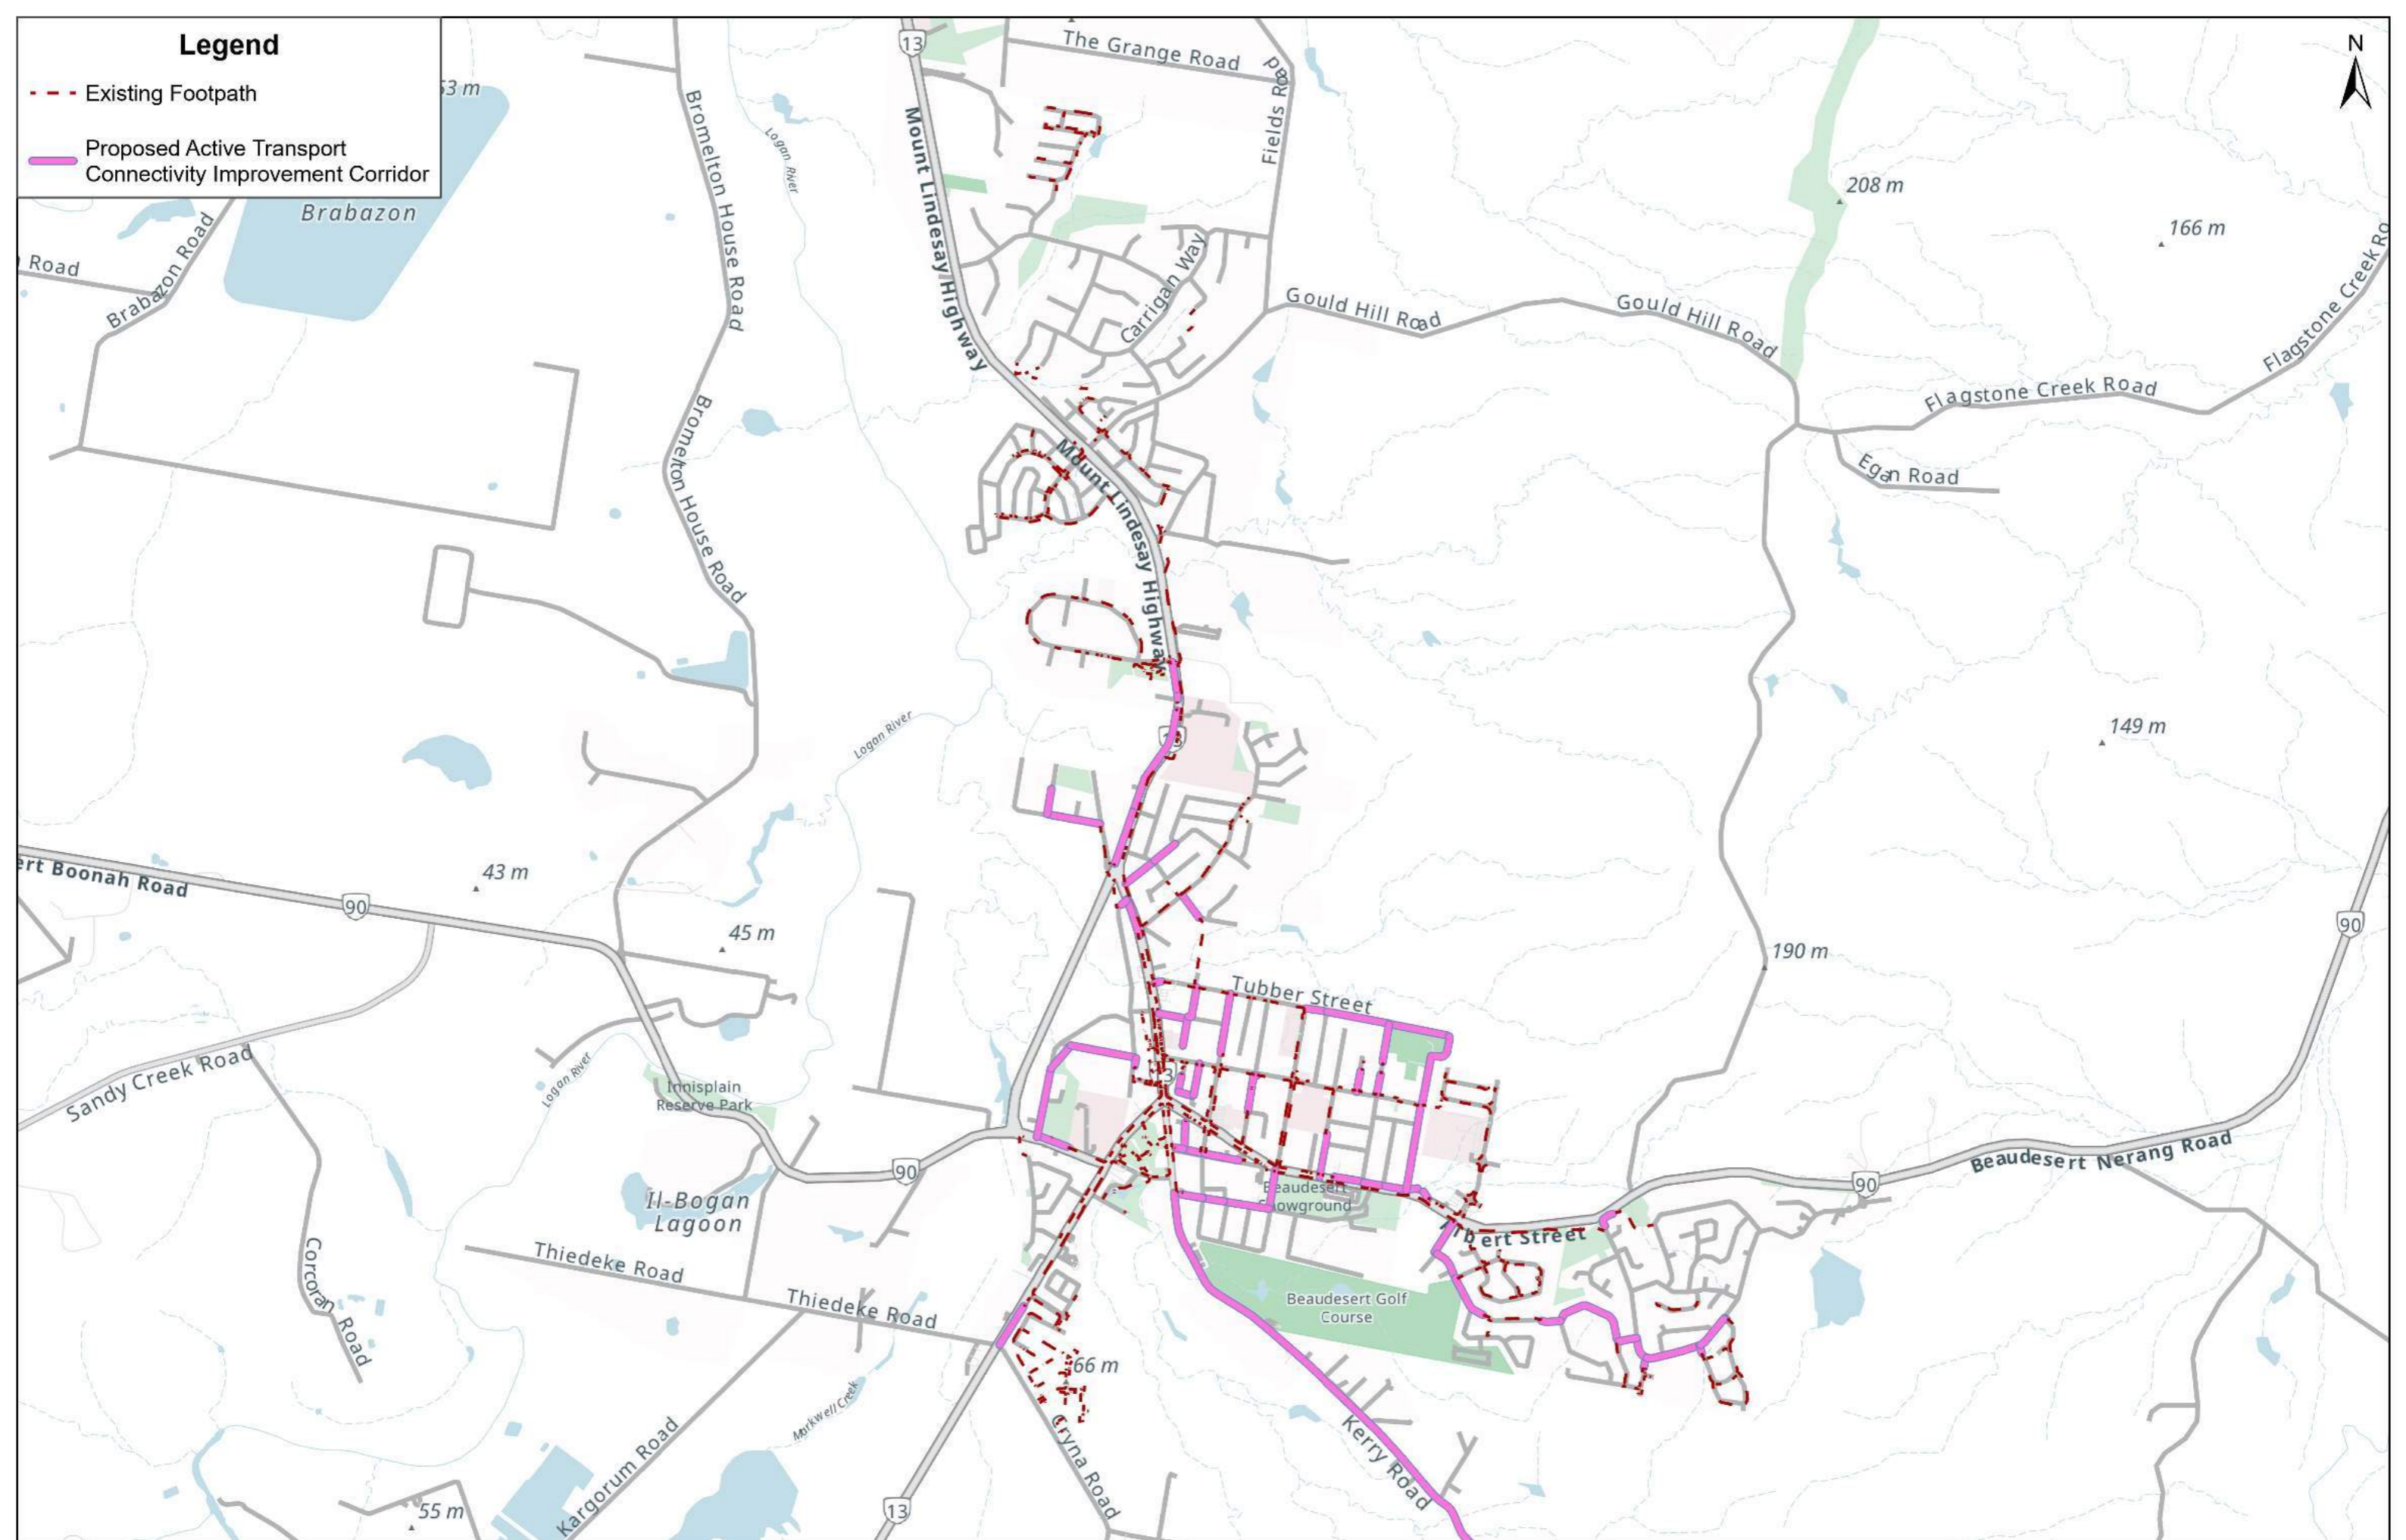 Legend
Existing Footpath
Proposed Active Transport
Connectivity Improvement Corridor
N
13
The Grange Road
Fields Road
Mount Lindesay Highway
Bromelton House Road
Logan River
Brabazon
Road
Brabazon Road
208 m
166 m
Carrigan Way
Gould Hill Road
Gould Hill Road
Flagstone Creek Road
Flagstone Creek Ro
Egan Road
Bromelton House Road
Mount Lindesay Highway
Logan River
149 m
ert Boonah Road
43 m
90
45 m
90
190 m
Tubber Street
Sandy Creek Road
Logan River
Innisplain
Reserve Park
90
Il-Bogan
Lagoon
Beaudesert
Albert Street
90
Beaudesert Nerang Road
Corcoran Road
Thiedeke Road
Thiedeke Road
Beaudesert Golf
Course
66 m
Markwell Creek
Kerry Road
Cryna Road
Kargorum Road
55 m
13